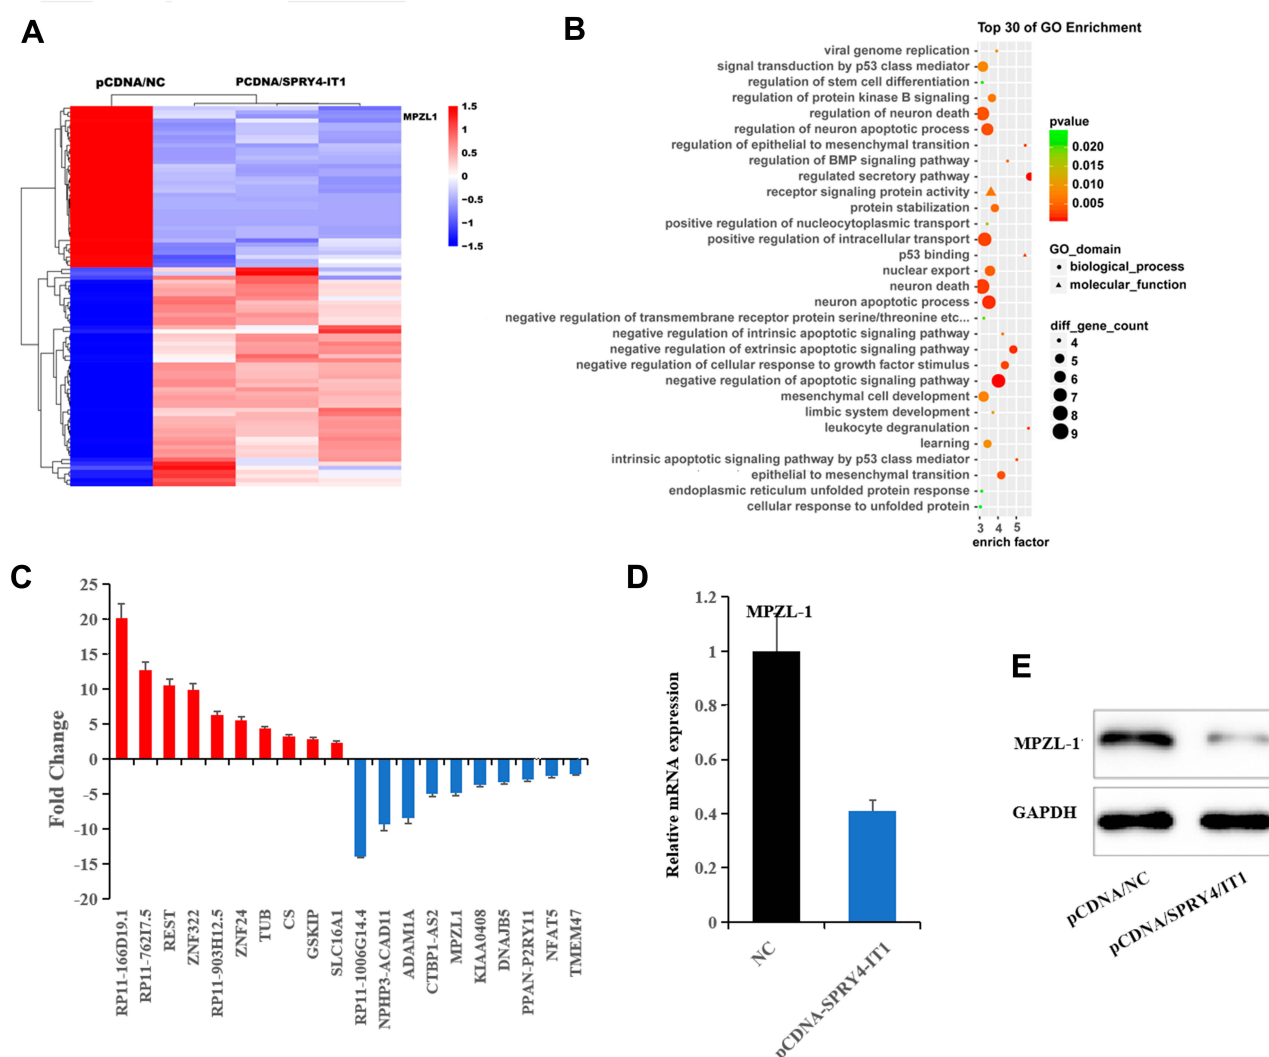 A
pCDNA/NC
PCDNA/SPRY4-IT1
MPZL1
1.5
1
0.5
0
−0.5
−1
−1.5
B
Top 30 of GO Enrichment
viral genome replication
signal transduction by p53 class mediator
regulation of stem cell differentiation
regulation of protein kinase B signaling
regulation of neuron death
regulation of neuron apoptotic process
regulation of epithelial to mesenchymal transition
regulation of BMP signaling pathway
regulated secretory pathway
receptor signaling protein activity
protein stabilization
positive regulation of nucleocytoplasmic transport
positive regulation of intracellular transport
p53 binding
nuclear export
neuron death
neuron apoptotic process
negative regulation of transmembrane receptor protein serine/threonine etc...
negative regulation of intrinsic apoptotic signaling pathway
negative regulation of extrinsic apoptotic signaling pathway
negative regulation of cellular response to growth factor stimulus
negative regulation of apoptotic signaling pathway
mesenchymal cell development
limbic system development
leukocyte degranulation
learning
intrinsic apoptotic signaling pathway by p53 class mediator
epithelial to mesenchymal transition
endoplasmic reticulum unfolded protein response
cellular response to unfolded protein
3 4 5
enrich factor
pvalue
0.020
0.015
0.010
0.005
GO_domain
biological_process
molecular_function
diff_gene_count
4
5
6
7
8
9
C
Fold Change
25
20
15
10
5
0
-5
-10
-15
-20
RP11-160D19.1
RP11-762I7.5
REST
ZNF322
RP11-903H12.5
ZNF24
TUB
CS
GSKIP
SLC16A1
RP11-1006G14.4
NPHP3-ACAD11
ADAM1A
CTBP1-AS2
MPZL1
KIAA0408
DNAJB5
PPAN-P2RY11
NFAT5
TMEM47
D
MPZL-1
Relative mRNA expression
1.2
1
0.8
0.6
0.4
0.2
0
NC
pCDNA-SPRY4-IT1
E
MPZL-1
GAPDH
pCDNA/NC
pCDNA/SPRY4/IT1